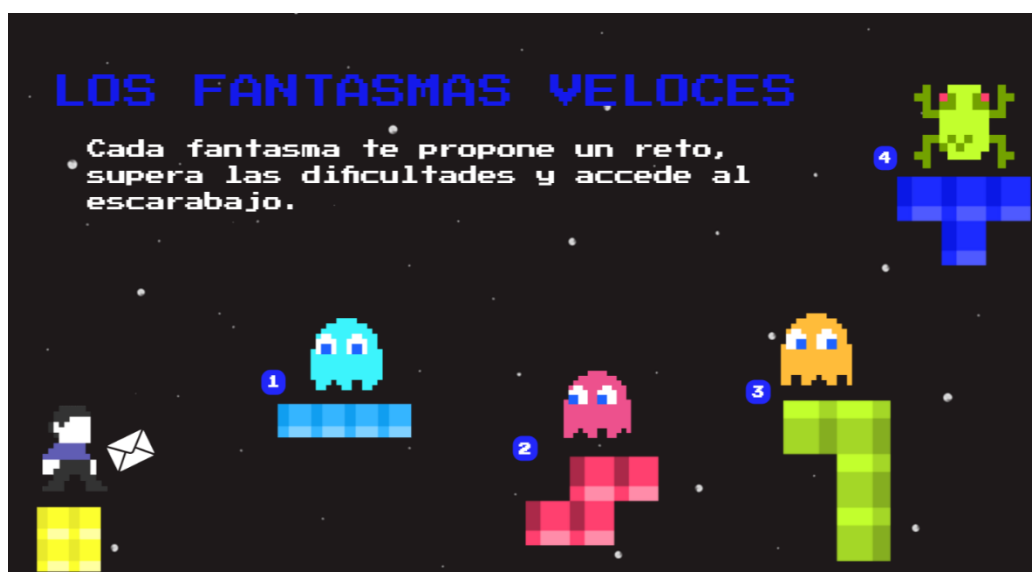 LOS FANTASMAS VELOCES
Cada fantasma te propone un reto,
supera las dificultades y accede al
escarabajo.
4
1
3
2